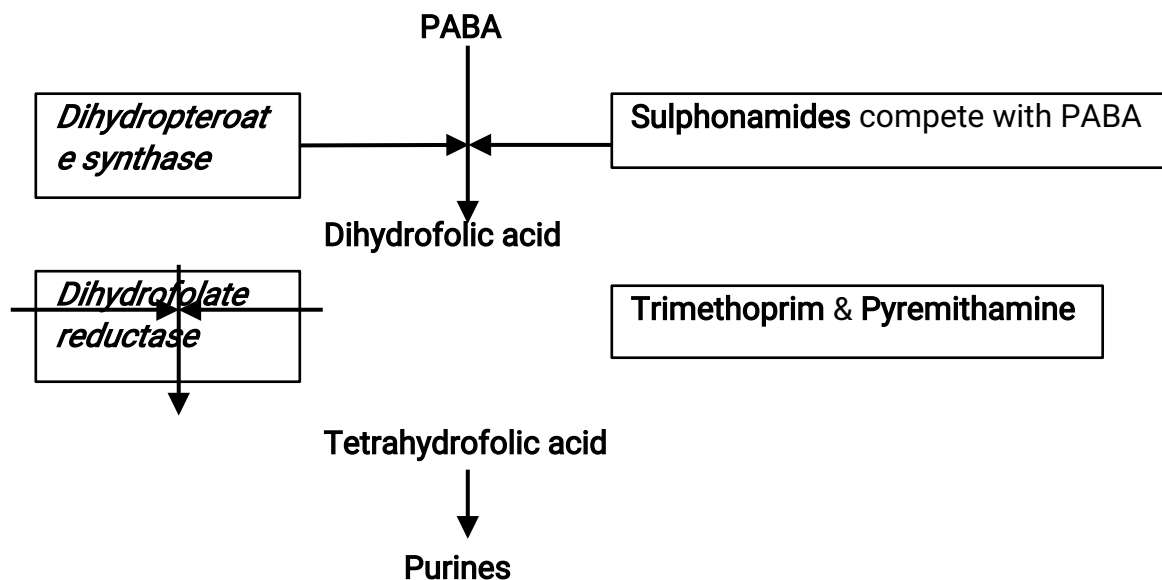 PABA
Dihydropteroat
e synthase
Sulphonamides compete with PABA
Dihydrofolic acid
Dihydrofolate
reductase
Trimethoprim & Pyremithamine
Tetrahydrofolic acid
Purines